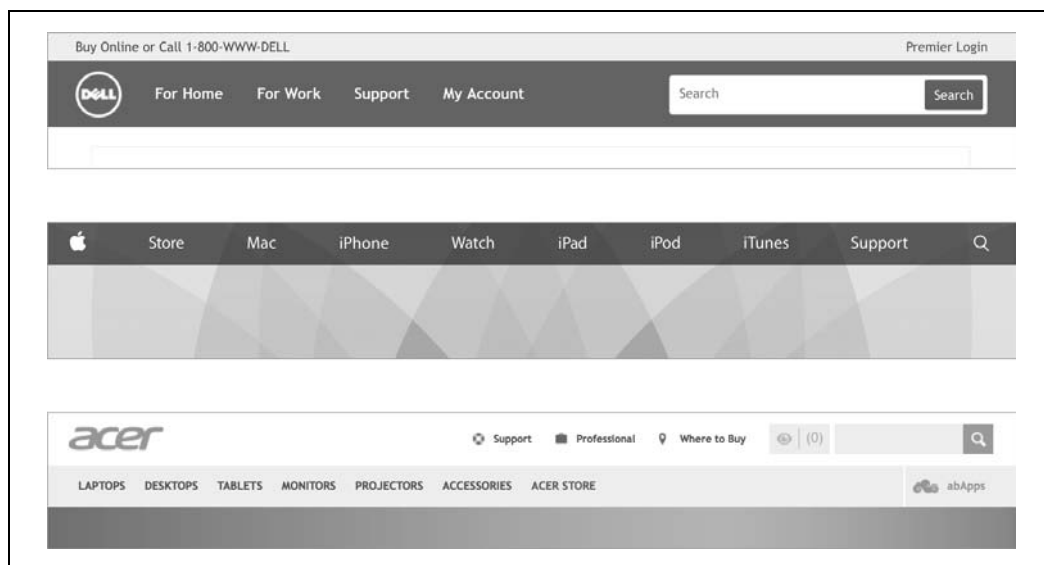 Buy Online or Call 1-800-WWW-DELL Premier Login
DELL For Home For Work Support My Account Search Search
Store Mac iPhone Watch iPad iPod iTunes Support
acer Support Professional Where to Buy (0)
LAPTOPS DESKTOPS TABLETS MONITORS PROJECTORS ACCESSORIES ACER STORE abApps